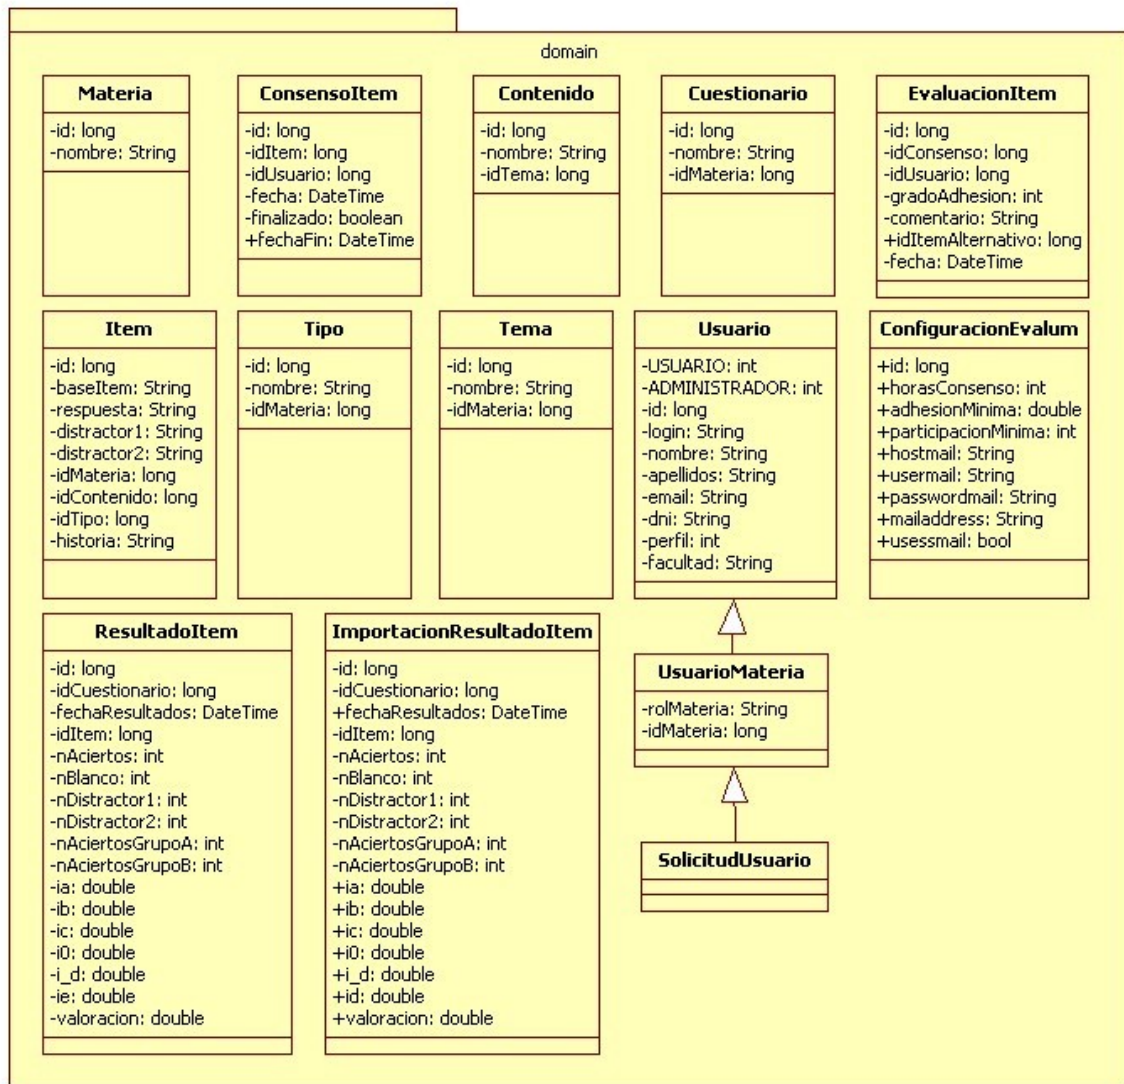 domain
Materia
-id: long
-nombre: String
ConsensoItem
-id: long
-idItem: long
-idUsuario: long
-fecha: DateTime
-finalizado: boolean
+fechaFin: DateTime
Contenido
-id: long
-nombre: String
-idTema: long
Cuestionario
-id: long
-nombre: String
-idMateria: long
EvaluacionItem
-id: long
-idConsenso: long
-idUsuario: long
-gradoAdhesion: int
-comentario: String
+idItemAlternativo: long
-fecha: DateTime
Item
-id: long
-baseItem: String
-respuesta: String
-distractor1: String
-distractor2: String
-idMateria: long
-idContenido: long
-idTipo: long
-historia: String
Tipo
-id: long
-nombre: String
-idMateria: long
Tema
-id: long
-nombre: String
-idMateria: long
Usuario
-USUARIO: int
-ADMINISTRADOR: int
-id: long
-login: String
-nombre: String
-apellidos: String
-email: String
-dni: String
-perfil: int
-facultad: String
ConfiguracionEvalum
+id: long
+horasConsenso: int
+adhesionMinima: double
+participacionMinima: int
+hostmail: String
+usermail: String
+passwordmail: String
+mailaddress: String
+usessmail: bool
ResultadoItem
-id: long
-idCuestionario: long
-fechaResultados: DateTime
-idItem: long
-nAciertos: int
-nBlanco: int
-nDistractor1: int
-nDistractor2: int
-nAciertosGrupoA: int
-nAciertosGrupoB: int
-ia: double
-ib: double
-ic: double
-i0: double
-i_d: double
-ie: double
-valoracion: double
ImportacionResultadoItem
-id: long
-idCuestionario: long
+fechaResultados: DateTime
-idItem: long
-nAciertos: int
-nBlanco: int
-nDistractor1: int
-nDistractor2: int
-nAciertosGrupoA: int
-nAciertosGrupoB: int
+ia: double
+ib: double
+ic: double
+i0: double
+i_d: double
+id: double
+valoracion: double
UsuarioMateria
-rolMateria: String
-idMateria: long
SolicitudUsuario